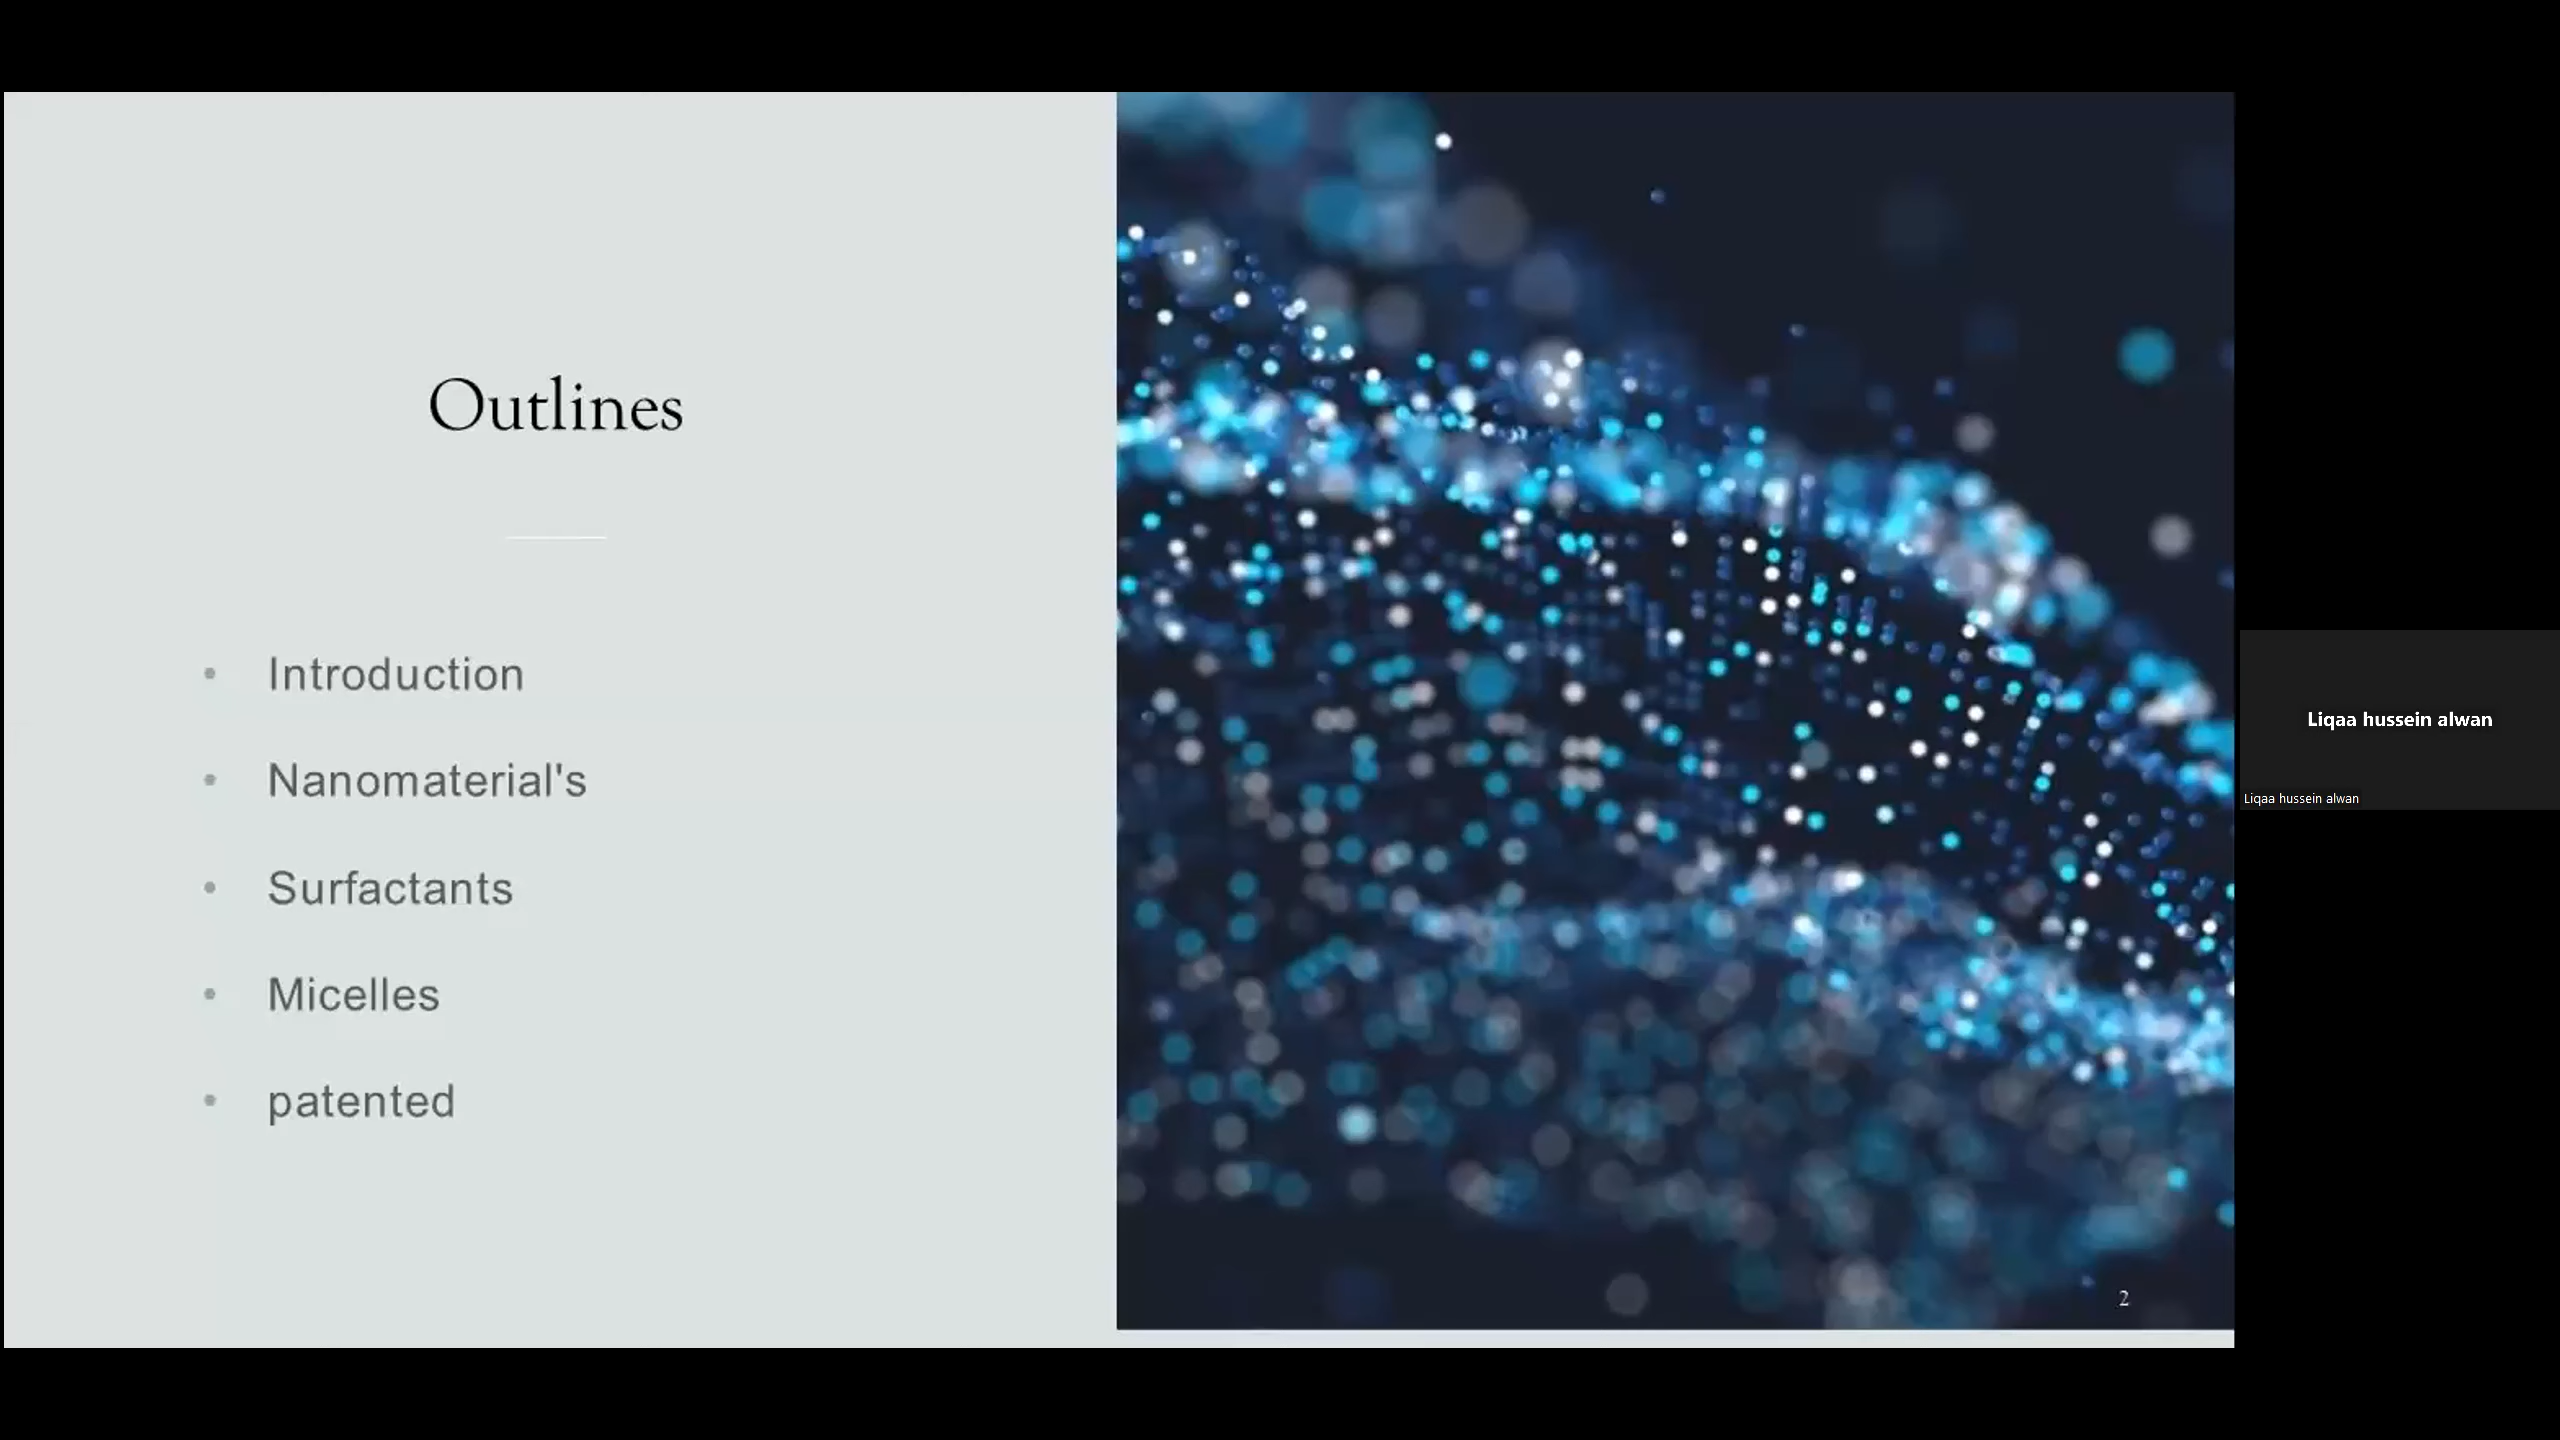 Outlines
• Introduction
• Nanomaterial's
• Surfactants
• Micelles
• patented
2
Liqaa hussein alwan
Liqaa hussein alwan